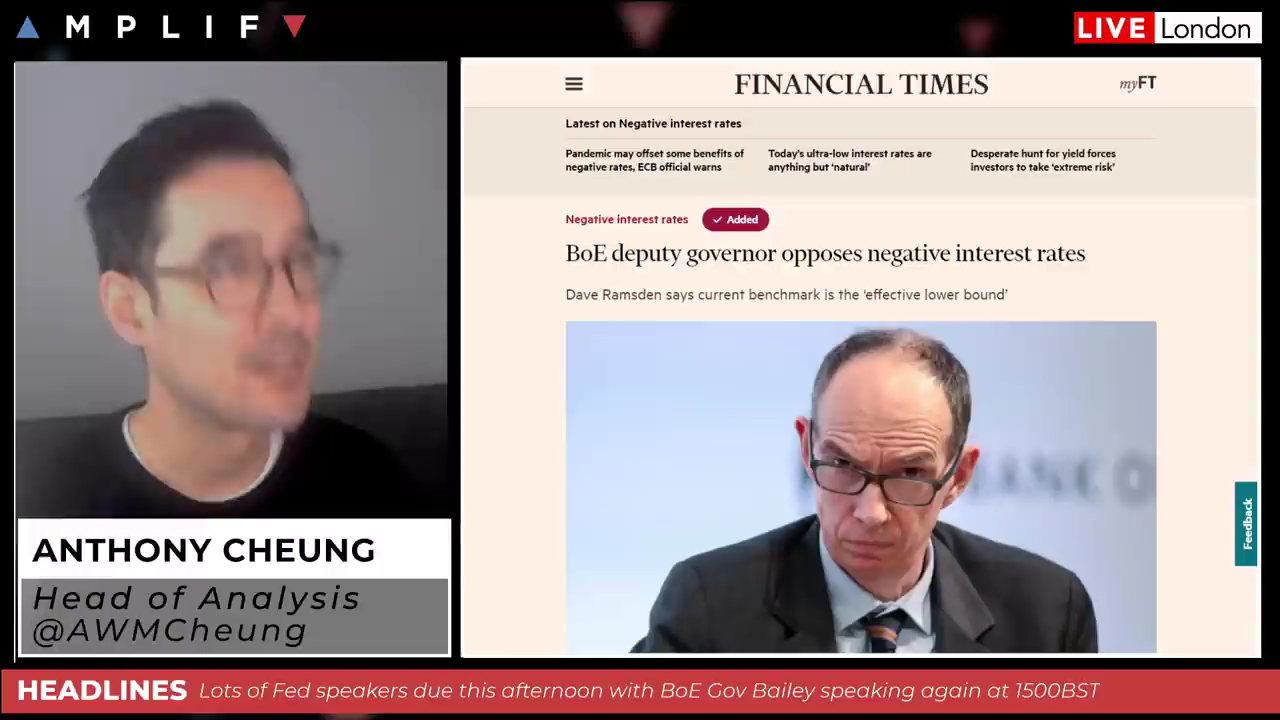 AMPLIFY
LIVE London
FINANCIAL TIMES
myFT
Latest on Negative interest rates
Pandemic may offset some benefits of
negative rates, ECB official warns
Today's ultra-low interest rates are
anything but ‘natural’
Desperate hunt for yield forces
investors to take ‘extreme risk’
Negative interest rates
Added
BoE deputy governor opposes negative interest rates
Dave Ramsden says current benchmark is the ‘effective lower bound’
ANK O
Feedback
ANTHONY CHEUNG
Head of Analysis
@AWMCheung
HEADLINES Lots of Fed speakers due this afternoon with BoE Gov Bailey speaking again at 1500BST